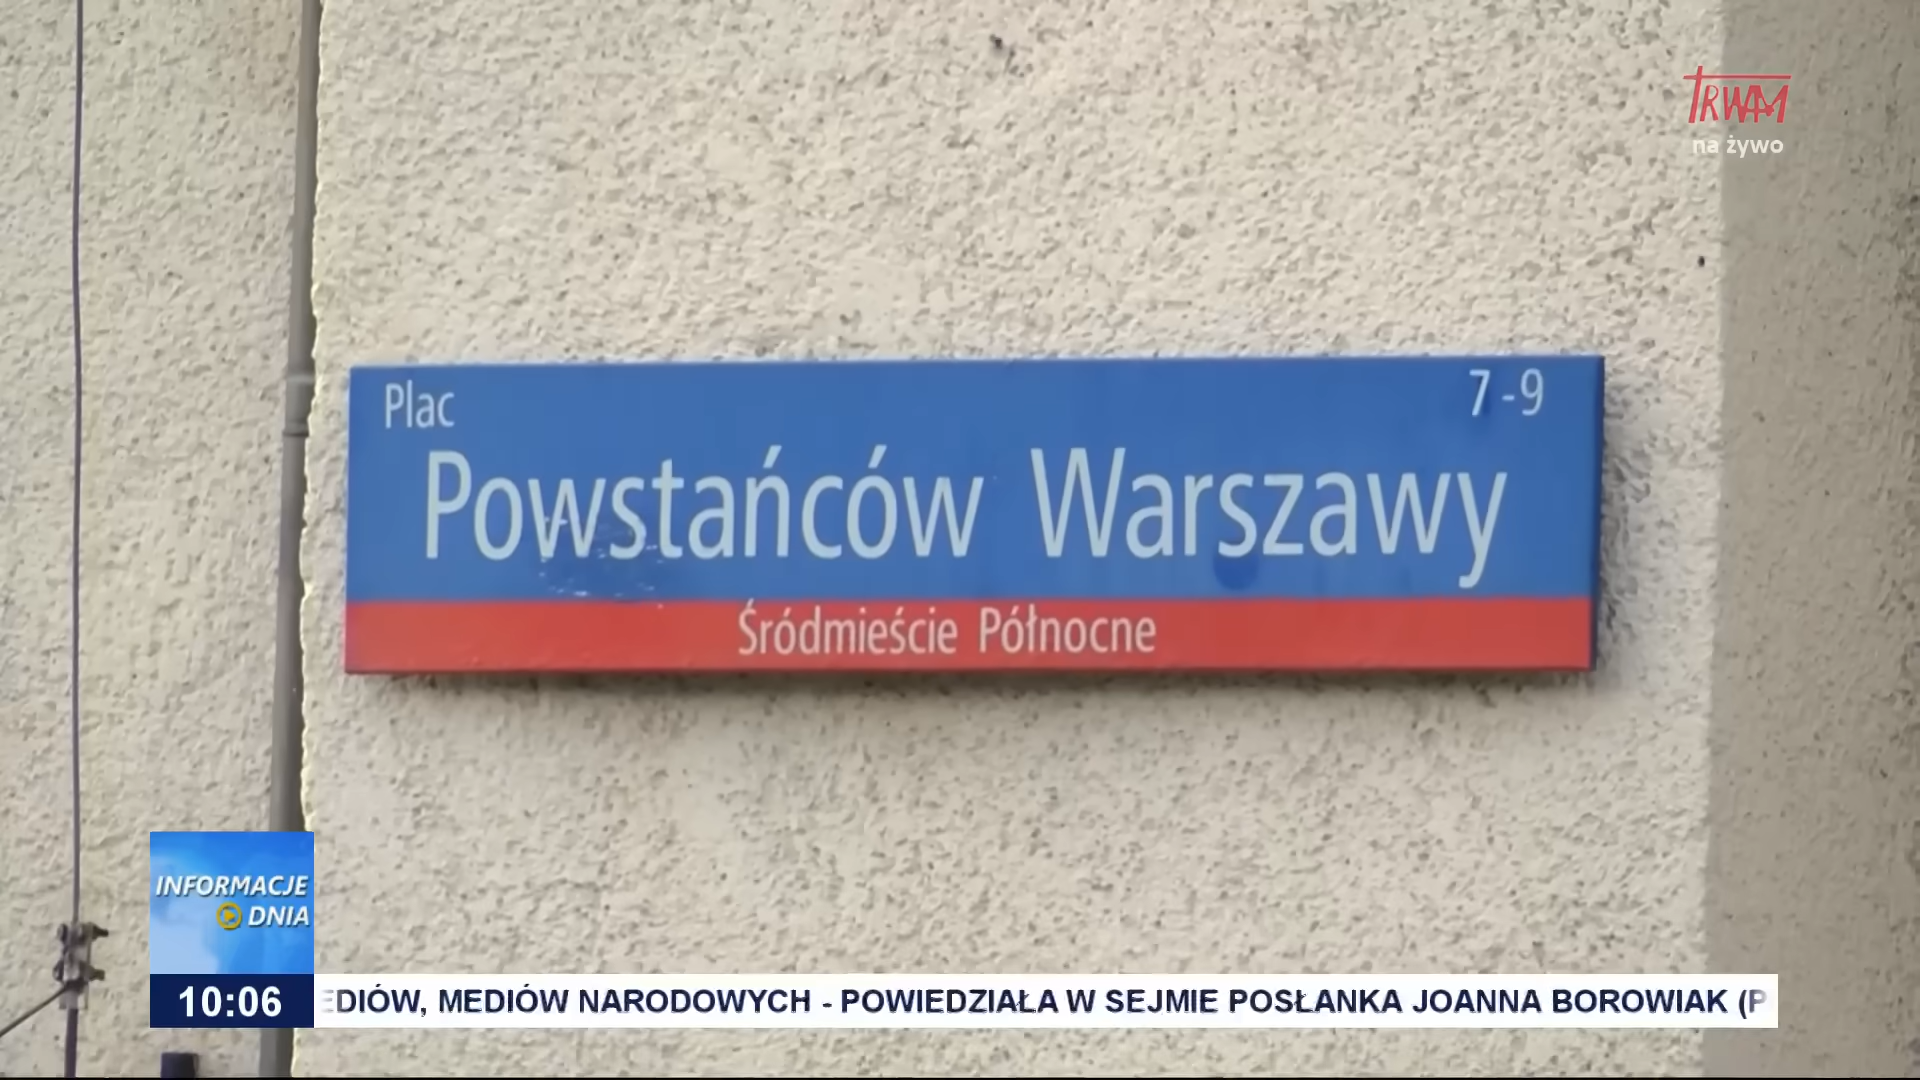 TRWAM
na żywo
Plac
7-9
Powstańców Warszawy
Śródmieście Północne
INFORMACJE
DNIA
10:06
EDIÓW, MEDIÓW NARODOWYCH - POWIEDZIAŁA W SEJMIE POSŁANKA JOANNA BOROWIAK (P